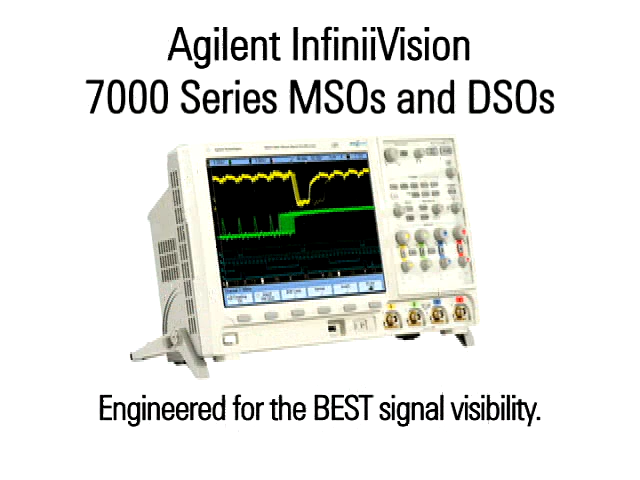 Agilent InfiniiVision
7000 Series MSOs and DSOs
Engineered for the BEST signal visibility.